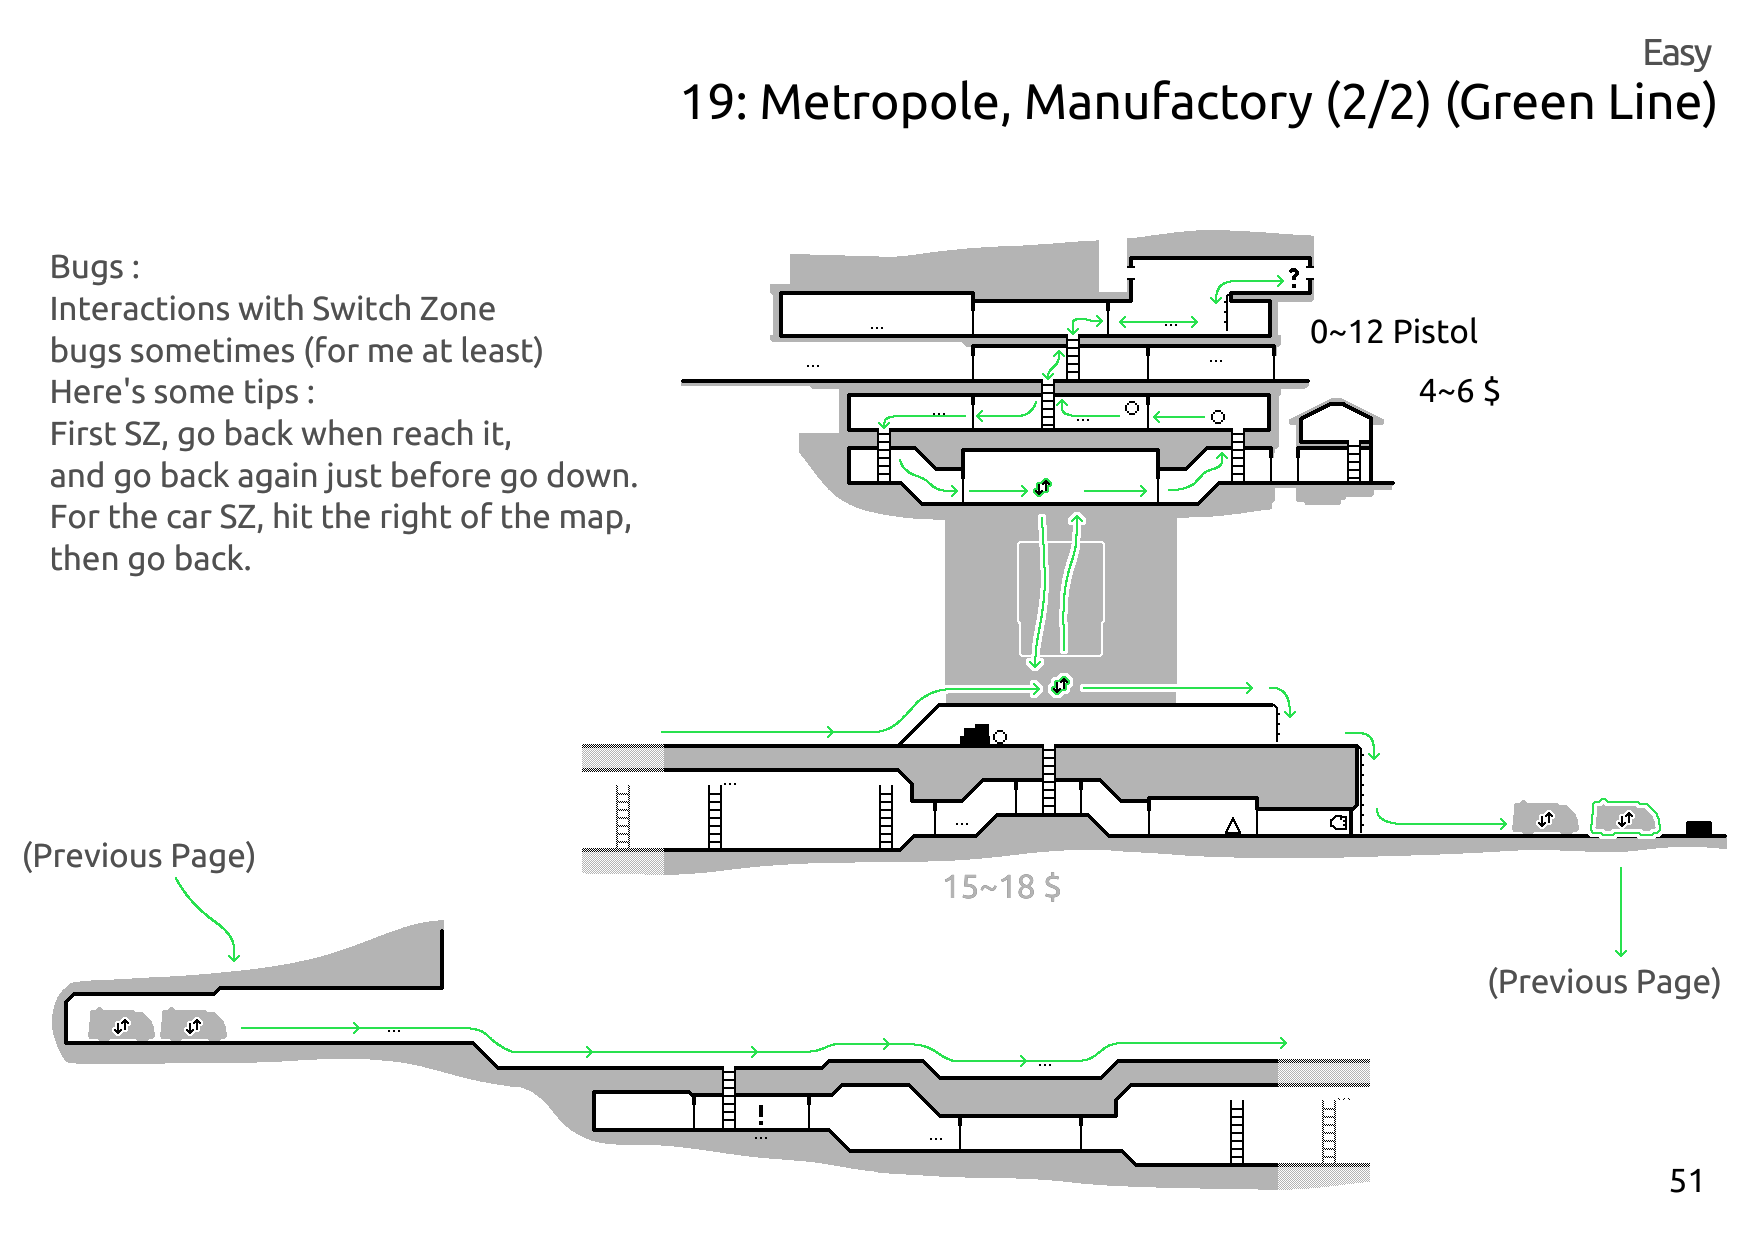 Easy
19: Metropole, Manufactory (2/2) (Green Line)
Bugs :
Interactions with Switch Zone
bugs sometimes (for me at least)
Here's some tips :
First SZ, go back when reach it,
and go back again just before go down.
For the car SZ, hit the right of the map,
then go back.
?
...
...
0~12 Pistol
...
...
4~6 $
...
...
...
...
(Previous Page)
15~18 $
(Previous Page)
...
...
!
...
...
...
51